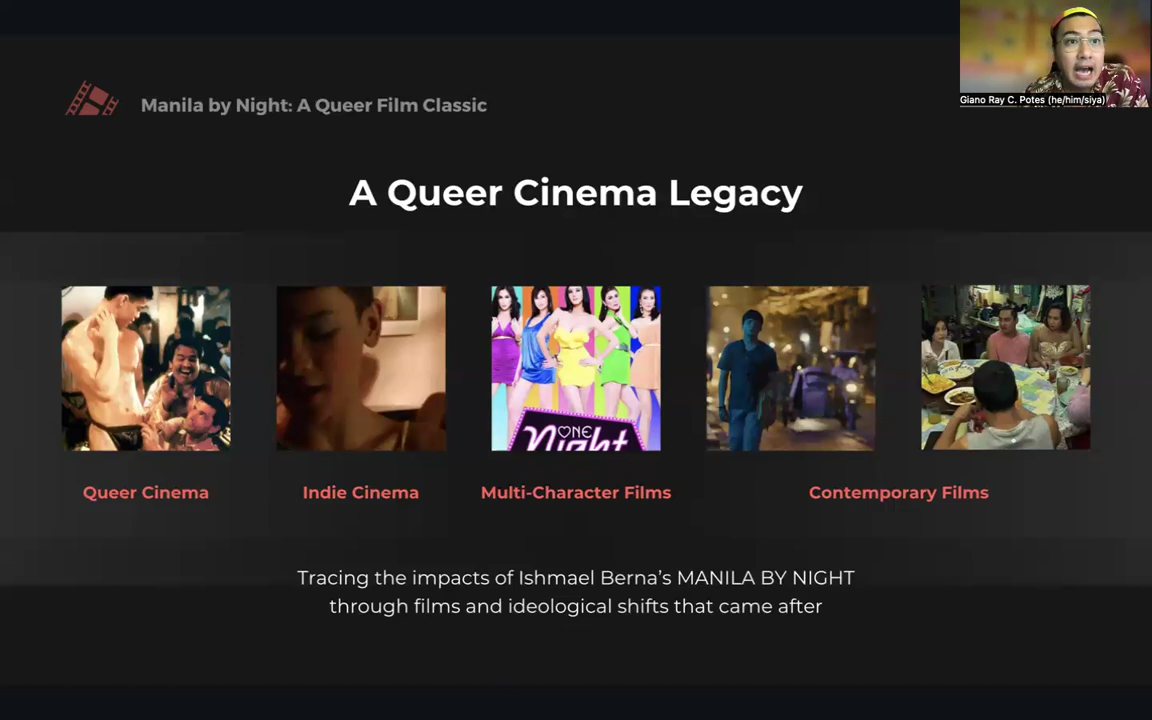 Giano Ray C. Potes (he/him/siya)
Manila by Night: A Queer Film Classic
A Queer Cinema Legacy
ONE
Night
Queer Cinema
Indie Cinema
Multi-Character Films
Contemporary Films
Tracing the impacts of Ishmael Berna's MANILA BY NIGHT
through films and ideological shifts that came after